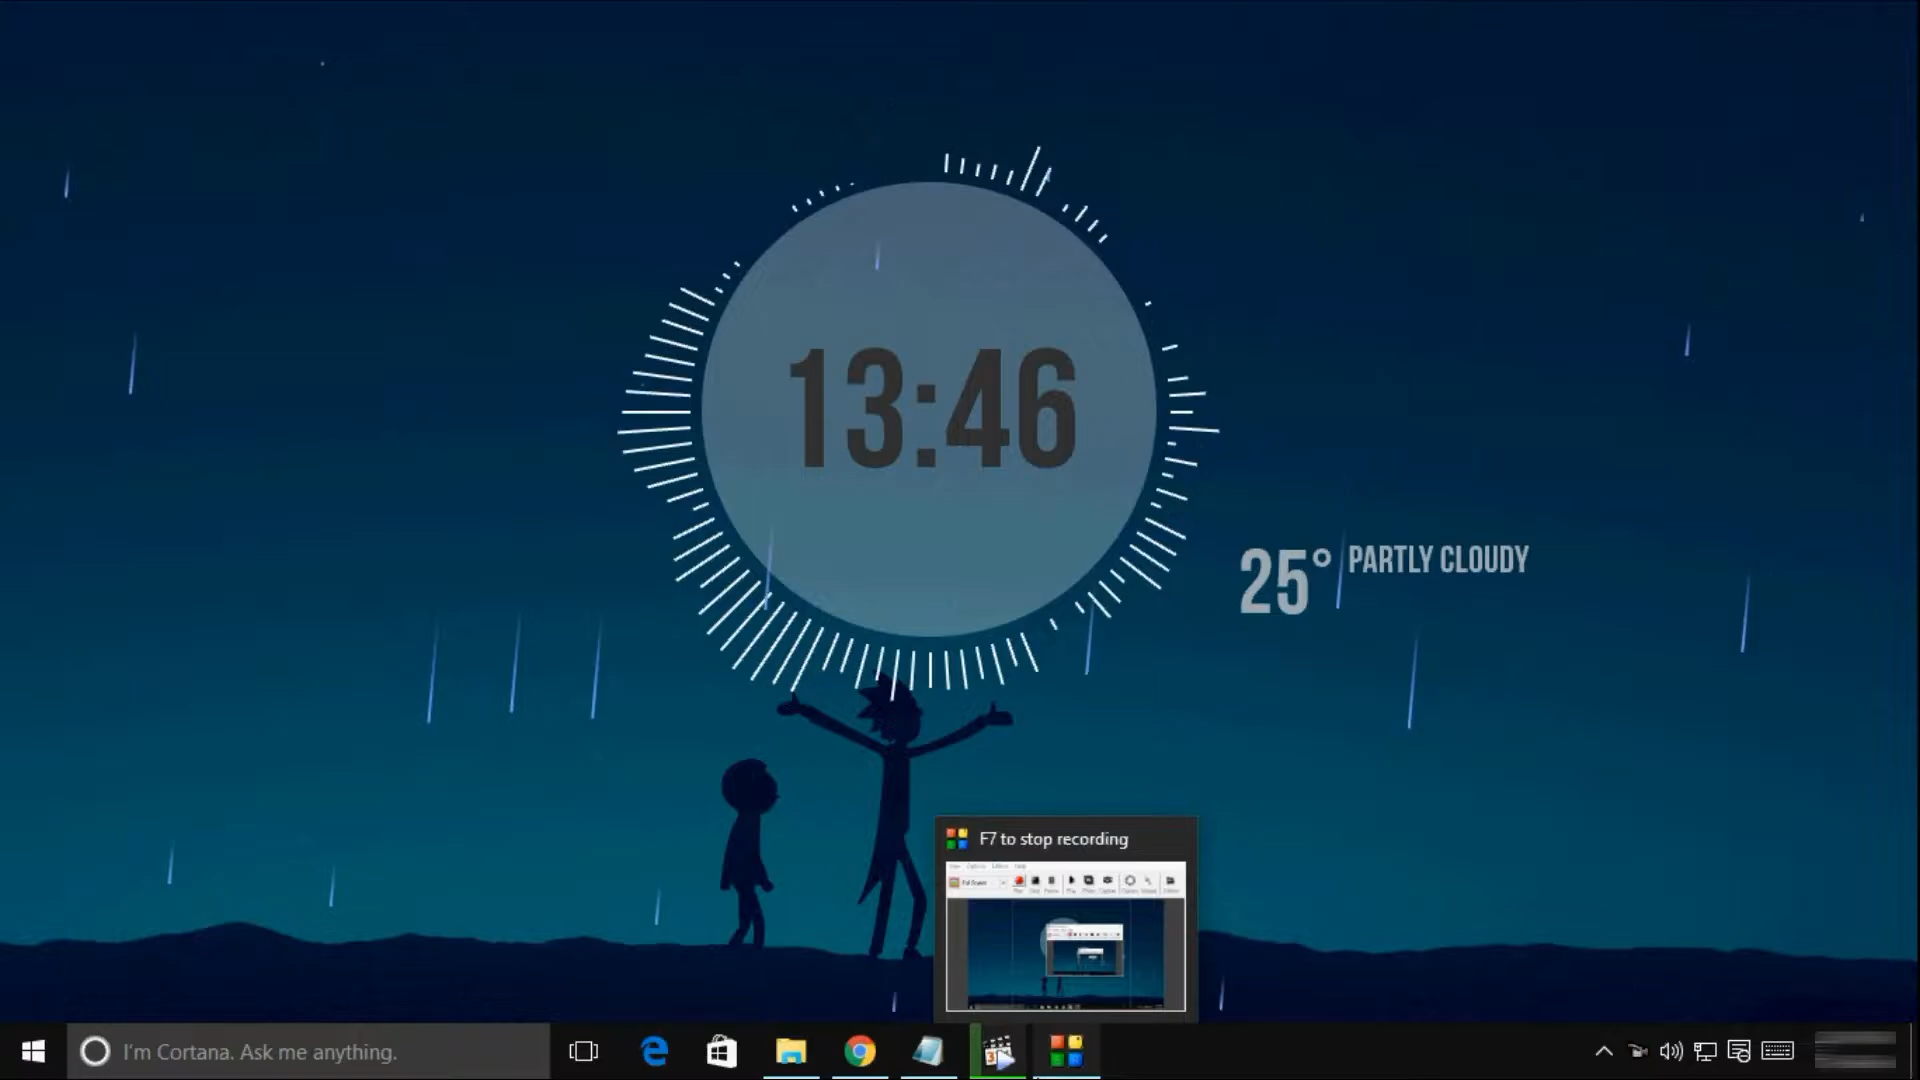 13:46
25° PARTLY CLOUDY
F7 to stop recording
I'm Cortana. Ask me anything.